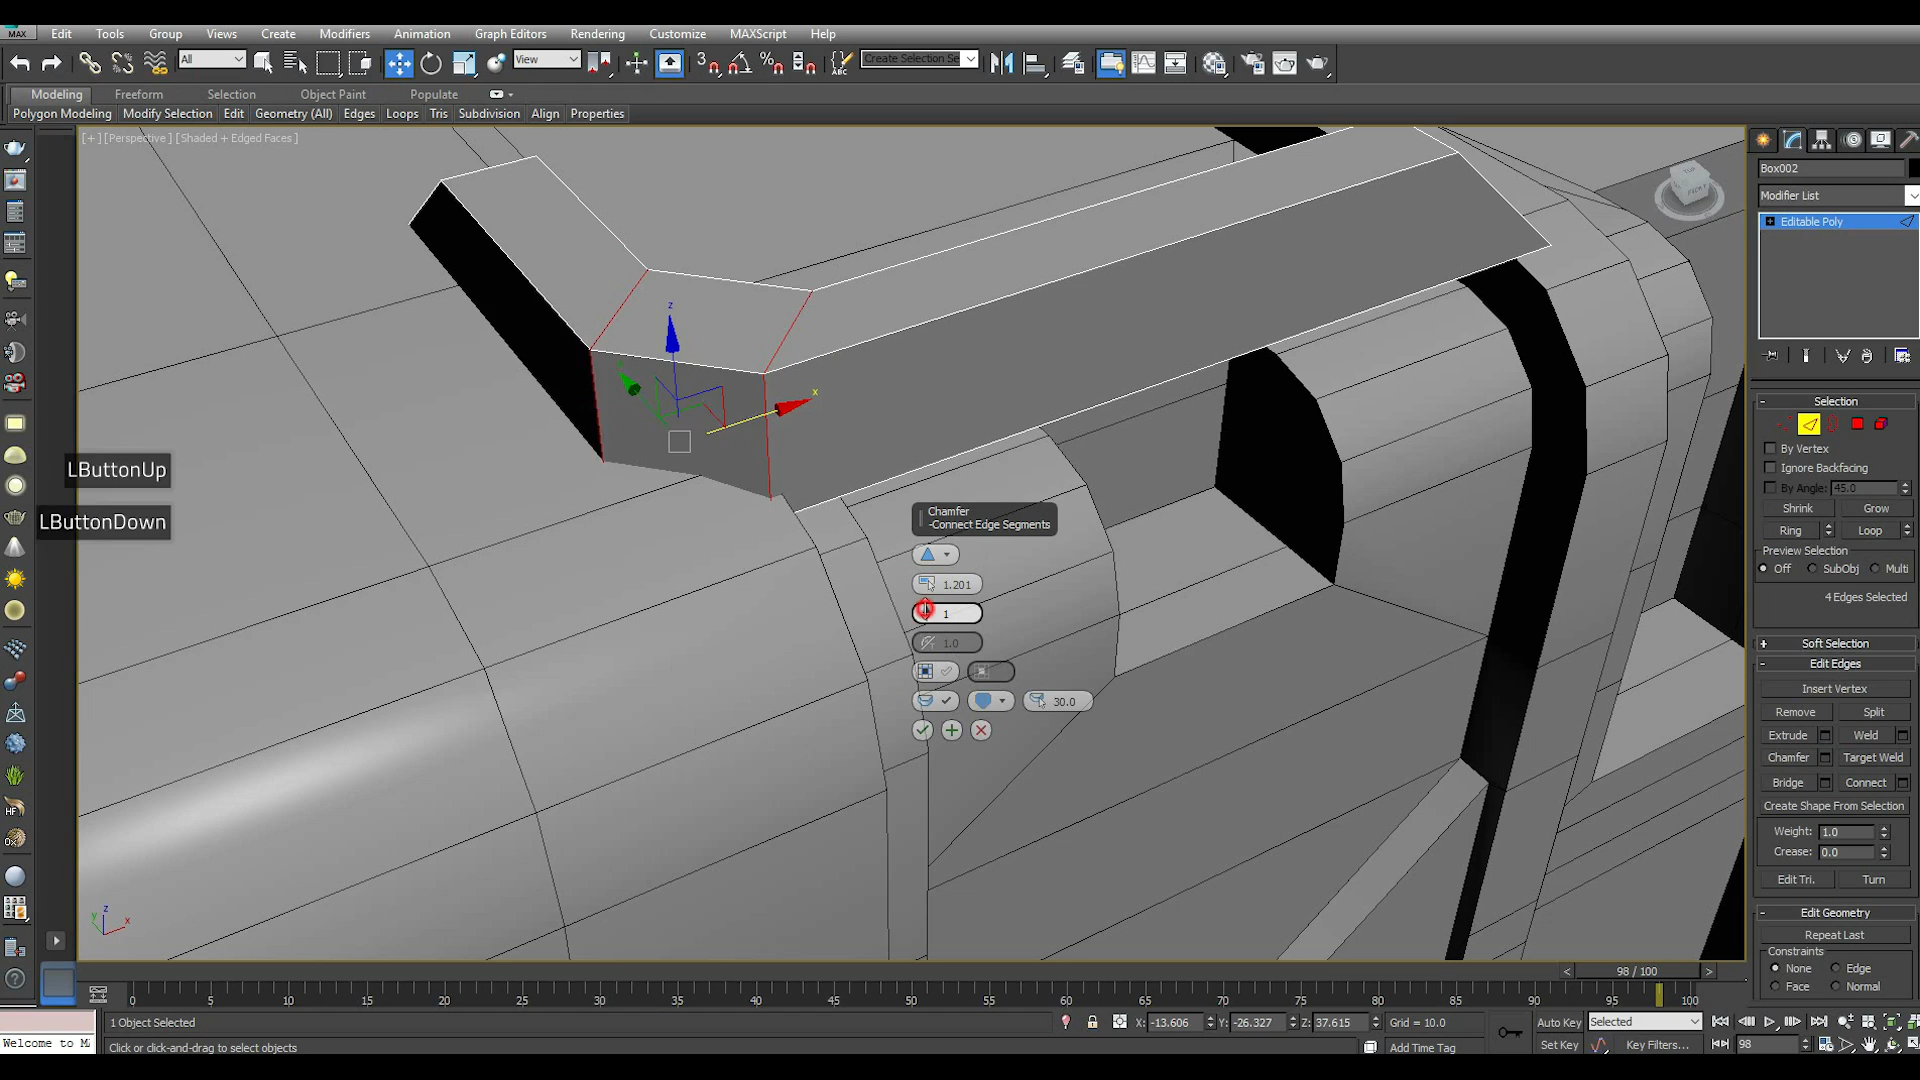 MAX Edit Tools Group Views Create Modifiers Animation Graph Editors Rendering Customize MAXScript Help
All View Create Selection Se
Modeling Freeform Selection Object Paint Populate
Polygon Modeling Modify Selection Edit Geometry (All) Edges Loops Tris Subdivision Align Properties
[+] [Perspective ] [Shaded + Edged Faces ]
Box002
Modifier List
Editable Poly
z
x
LButtonUp
LButtonDown
Chamfer
-Connect Edge Segments
1.201
1
1.0
30.0
Selection
By Vertex
Ignore Backfacing
By Angle: 45.0
Shrink Grow
Ring Loop
Preview Selection
Off SubObj Multi
4 Edges Selected
Soft Selection
Edit Edges
Insert Vertex
Remove Split
Extrude Weld
Chamfer Target Weld
Bridge Connect
Create Shape From Selection
Weight: 1.0
Crease: 0.0
Edit Tri. Turn
Edit Geometry
Repeat Last
Constraints
None Edge
Face Normal
z
y x
98 / 100
0 5 10 15 20 25 30 35 40 45 50 55 60 65 70 75 80 85 90 95 100
1 Object Selected X: -13.606 Y: -26.327 Z: 37.615 Grid = 10.0 Auto Key Selected
Welcome to M Click or click-and-drag to select objects Add Time Tag Set Key Key Filters... 98